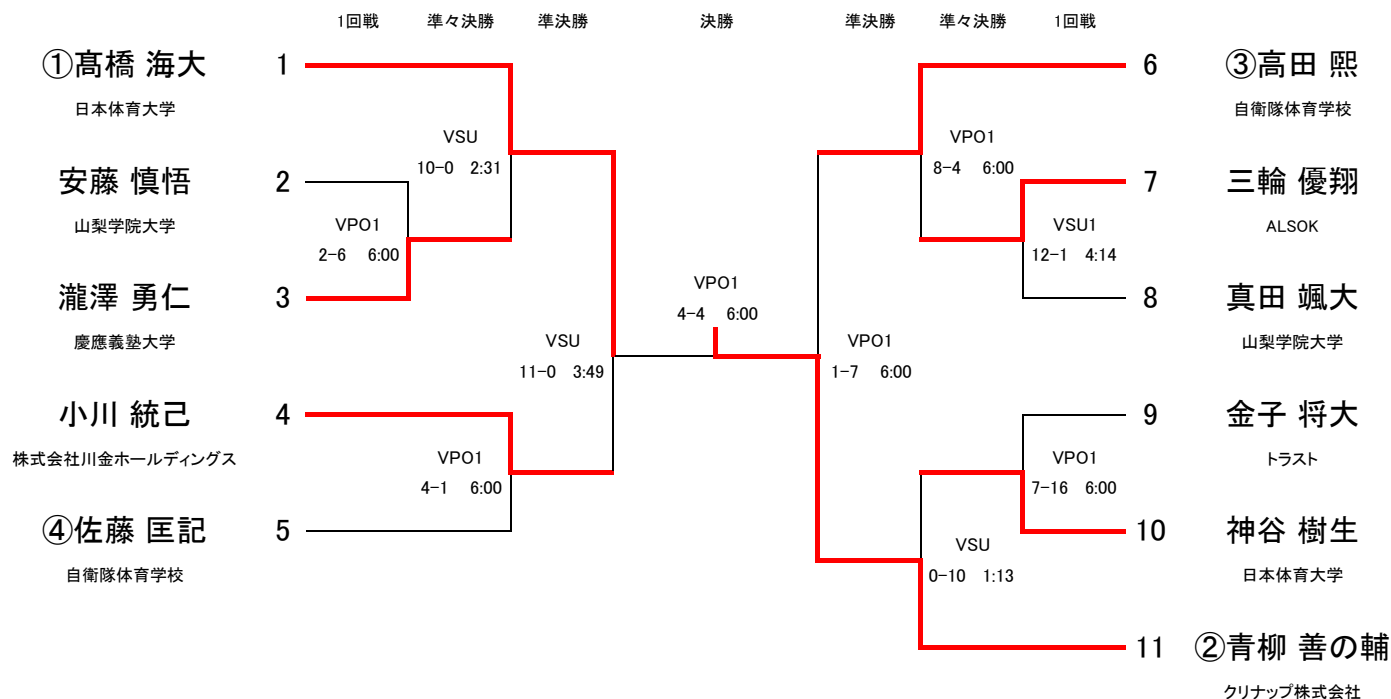 1回戦 準々決勝 準決勝 決勝 準決勝 準々決勝 1回戦
①髙橋 海大 1
日本体育大学
VSU
10-0 2:31
安藤 慎悟 2
山梨学院大学
VPO1
2-6 6:00
瀧澤 勇仁 3
慶應義塾大学
VSU
11-0 3:49
小川 統己 4
株式会社川金ホールディングス
VPO1
4-1 6:00
④佐藤 匡記 5
自衛隊体育学校
VPO1
4-4 6:00
6 ③高田 煕
自衛隊体育学校
VPO1
8-4 6:00
7 三輪 優翔
ALSOK
VSU1
12-1 4:14
8 真田 颯大
山梨学院大学
VPO1
1-7 6:00
9 金子 将大
トラスト
VPO1
7-16 6:00
10 神谷 樹生
日本体育大学
VSU
0-10 1:13
11 ②青柳 善の輔
クリナップ株式会社